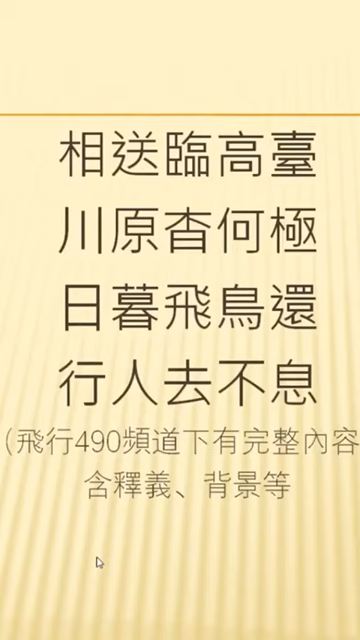 相送臨高臺
川原杳何極
日暮飛鳥還
行人去不息
（飛行490頻道下有完整內容
含釋義、背景等